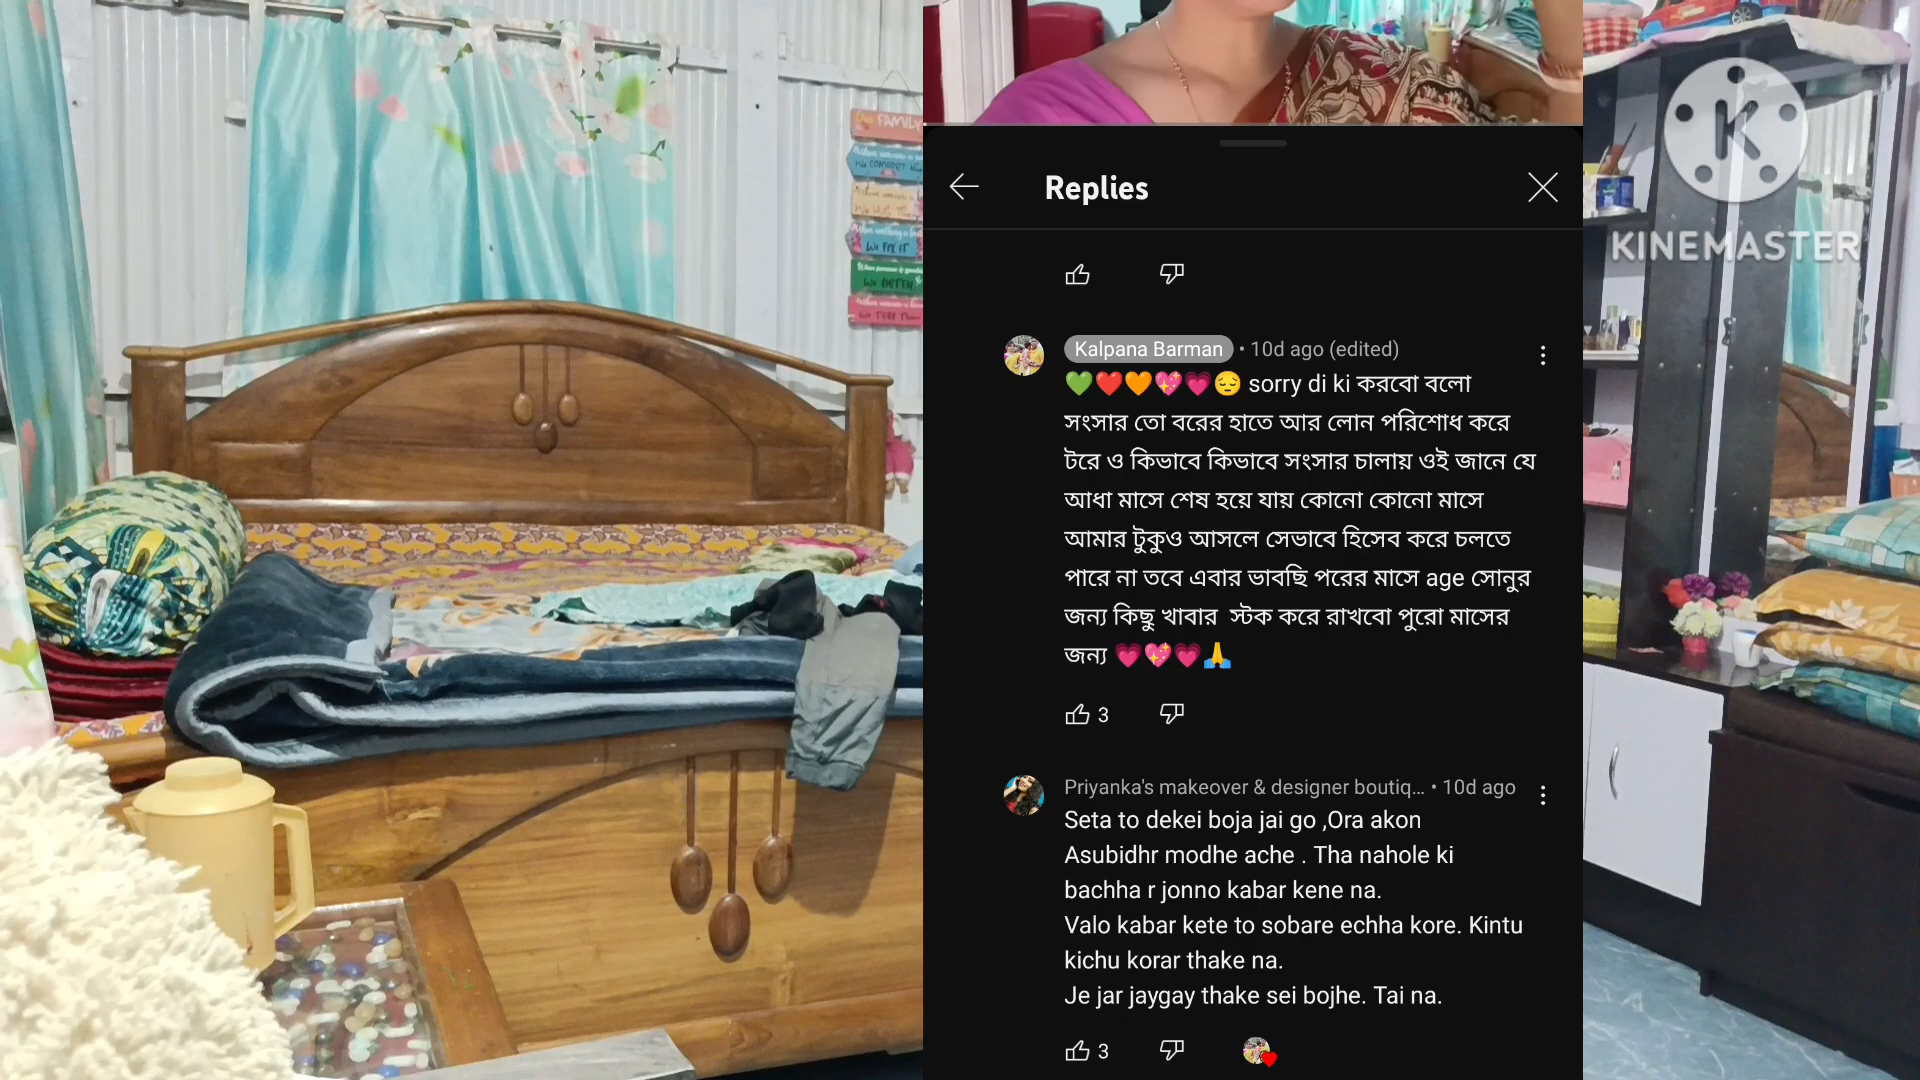 FAMILY
We FIX IT
KINEMASTER
Replies
Kalpana Barman • 10d ago (edited)
💚❤️🧡💖💗😔 sorry di ki করবো বলো
সংসার তো বরের হাতে আর লোন পরিশোধ করে
টরে ও কিভাবে কিভাবে সংসার চালায় ওই জানে যে
আধা মাসে শেষ হয়ে যায় কোনো কোনো মাসে
আমার টুকুও আসলে সেভাবে হিসেব করে চলতে
পারে না তবে এবার ভাবছি পরের মাসে age সোনুর
জন্য কিছু খাবার স্টক করে রাখবো পুরো মাসের
জন্য 💗💖💗🙏
3
Priyanka's makeover & designer boutiq... • 10d ago
Seta to dekei boja jai go ,Ora akon
Asubidhr modhe ache . Tha nahole ki
bachha r jonno kabar kene na.
Valo kabar kete to sobare echha kore. Kintu
kichu korar thake na.
Je jar jaygay thake sei bojhe. Tai na.
3